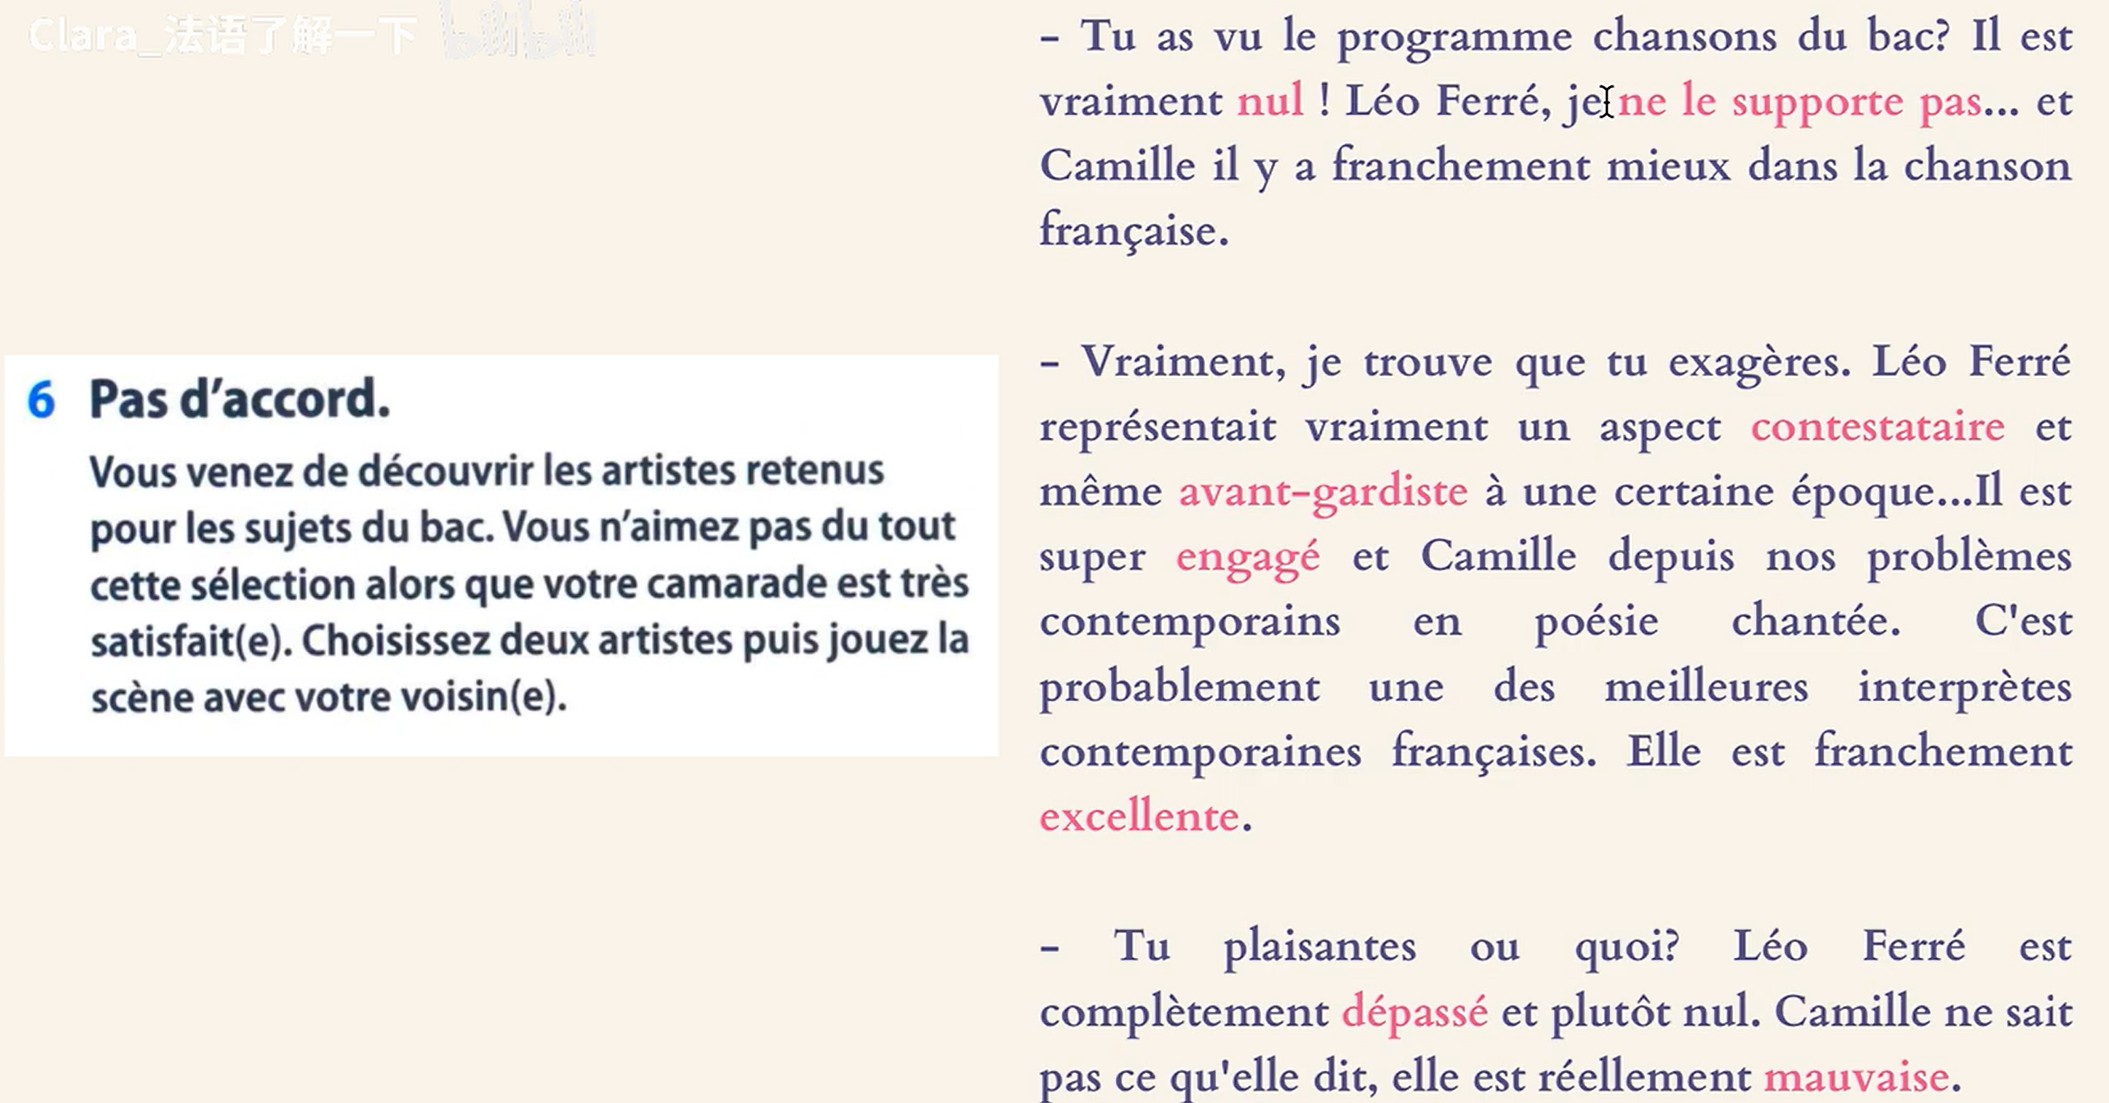 Clara_法语了解一下 bilibili
6 Pas d’accord.
Vous venez de découvrir les artistes retenus
pour les sujets du bac. Vous n’aimez pas du tout
cette sélection alors que votre camarade est très
satisfait(e). Choisissez deux artistes puis jouez la
scène avec votre voisin(e).
- Tu as vu le programme chansons du bac? Il est
vraiment nul ! Léo Ferré, je ne le supporte pas... et
Camille il y a franchement mieux dans la chanson
française.
- Vraiment, je trouve que tu exagères. Léo Ferré
représentait vraiment un aspect contestataire et
même avant-gardiste à une certaine époque...Il est
super engagé et Camille depuis nos problèmes
contemporains en poésie chantée. C'est
probablement une des meilleures interprètes
contemporaines françaises. Elle est franchement
excellente.
- Tu plaisantes ou quoi? Léo Ferré est
complètement dépassé et plutôt nul. Camille ne sait
pas ce qu'elle dit, elle est réellement mauvaise.